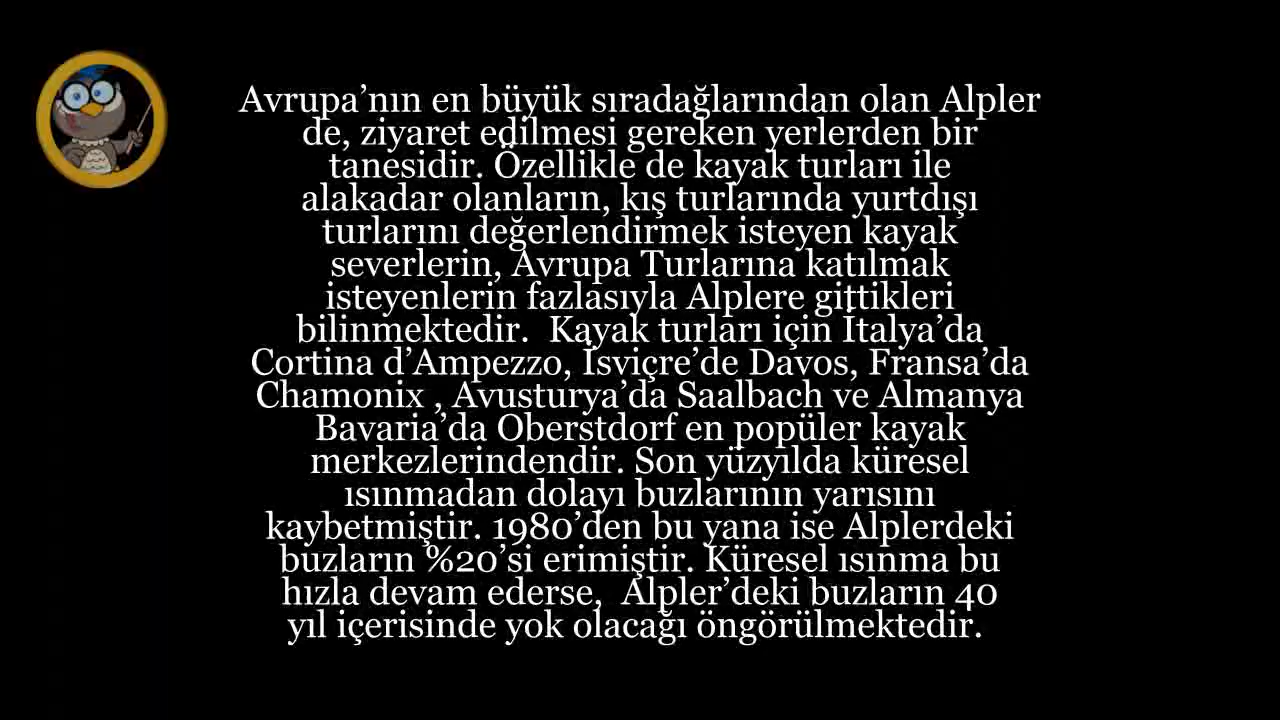 Avrupa’nın en büyük sıradağlarından olan Alpler
de, ziyaret edilmesi gereken yerlerden bir
tanesidir. Özellikle de kayak turları ile
alakadar olanların, kış turlarında yurtdışı
turlarını değerlendirmek isteyen kayak
severlerin, Avrupa Turlarına katılmak
isteyenlerin fazlasıyla Alplere gittikleri
bilinmektedir.  Kayak turları için İtalya’da
Cortina d’Ampezzo, İsviçre’de Davos, Fransa’da
Chamonix , Avusturya’da Saalbach ve Almanya
Bavaria’da Oberstdorf en popüler kayak
merkezlerindendir. Son yüzyılda küresel
ısınmadan dolayı buzlarının yarısını
kaybetmiştir. 1980’den bu yana ise Alplerdeki
buzların %20’si erimiştir. Küresel ısınma bu
hızla devam ederse,  Alpler’deki buzların 40
yıl içerisinde yok olacağı öngörülmektedir.